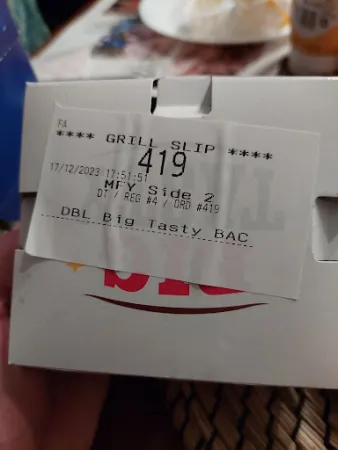 FA
**** GRILL SLIP ****
419
17/12/2023 17:51:51
MFY Side 2
DT / REG #4 / ORD #419
DBL Big Tasty BAC